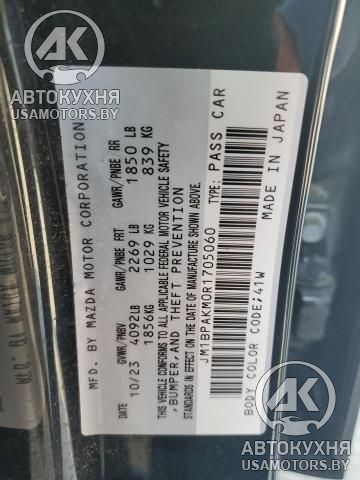 АК
АВТОКУХНЯ
USAMOTORS.BY
MFD. BY MAZDA MOTOR CORPORATION
GVWR/PNBV GAWR/PNBE FRT GAWR/PNBE RR
10/23 4092LB 2269 LB 1850 LB
1856KG 1029 KG 839 KG
THIS VEHICLE CONFORMS TO ALL APPLICABLE FEDERAL MOTOR VEHICLE SAFETY
,BUMPER,AND THEFT PREVENTION
STANDARDS IN EFFECT ON THE DATE OF MANUFACTURE SHOWN ABOVE.
JM1BPAKM0R1705060 TYPE: PASS CAR
BODY COLOR CODE;41W MADE IN JAPAN
АК
АВТОКУХНЯ
USAMOTORS.BY